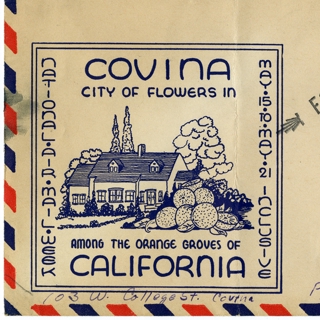 COVINA
CITY OF FLOWERS IN
NATIONAL AIR MAIL WEEK
MAY 15 TO MAY 21 INCLUSIVE
AMONG THE ORANGE GROVES OF
CALIFORNIA
103 W. College St. Covina